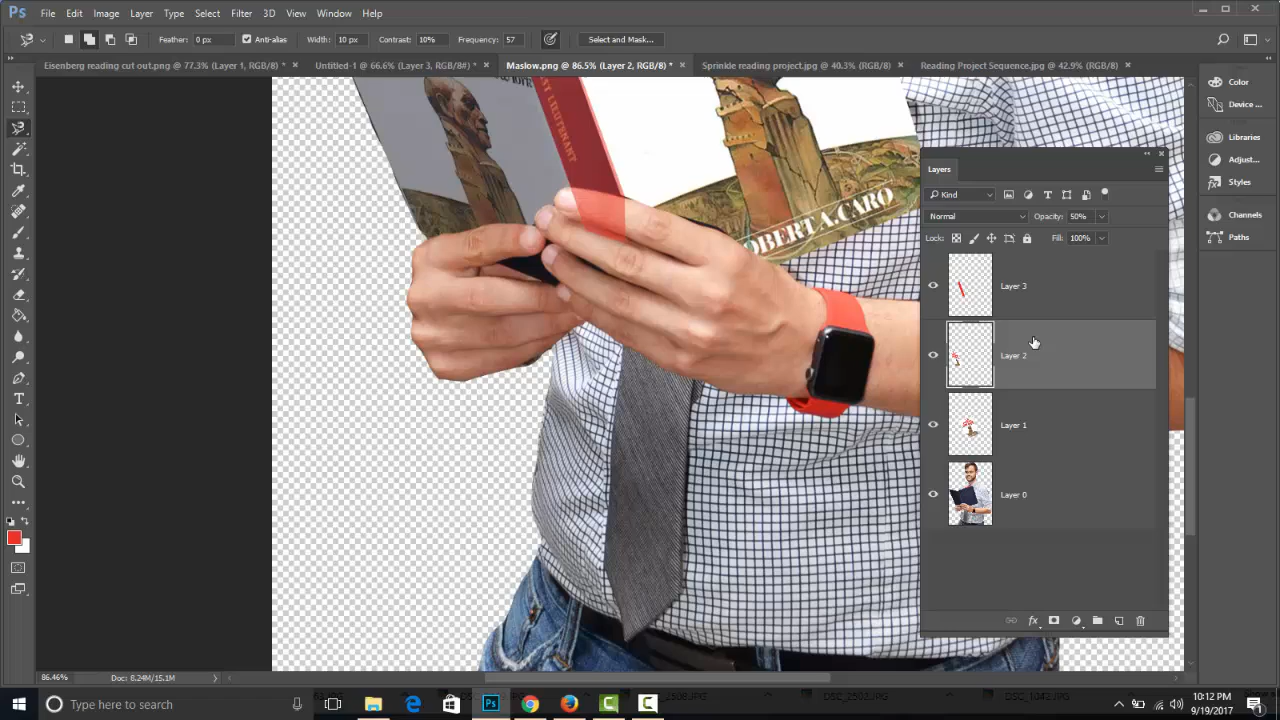 Ps File Edit Image Layer Type Select Filter 3D View Window Help
Feather: 0 px Anti-alias Width: 10 px Contrast: 10% Frequency: 57 Select and Mask...
Eisenberg reading cut out.png @ 77.3% (Layer 1, RGB/8) * × Untitled-1 @ 66.6% (Layer 3, RGB/8#) * × Maslow.png @ 86.5% (Layer 2, RGB/8) * × Sprinkle reading project.jpg @ 40.3% (RGB/8) × Reading Project Sequence.jpg @ 42.9% (RGB/8) ×
Color
Device ...
Libraries
Adjust...
Styles
Channels
Paths
Layers
Kind
Normal Opacity: 50%
Lock: Fill: 100%
Layer 3
Layer 2
Layer 1
Layer 0
fx
LIEUTENANT
OBERT A. CARO
86.46% Doc: 8.24M/15.1M
Type here to search
10:12 PM
9/19/2017